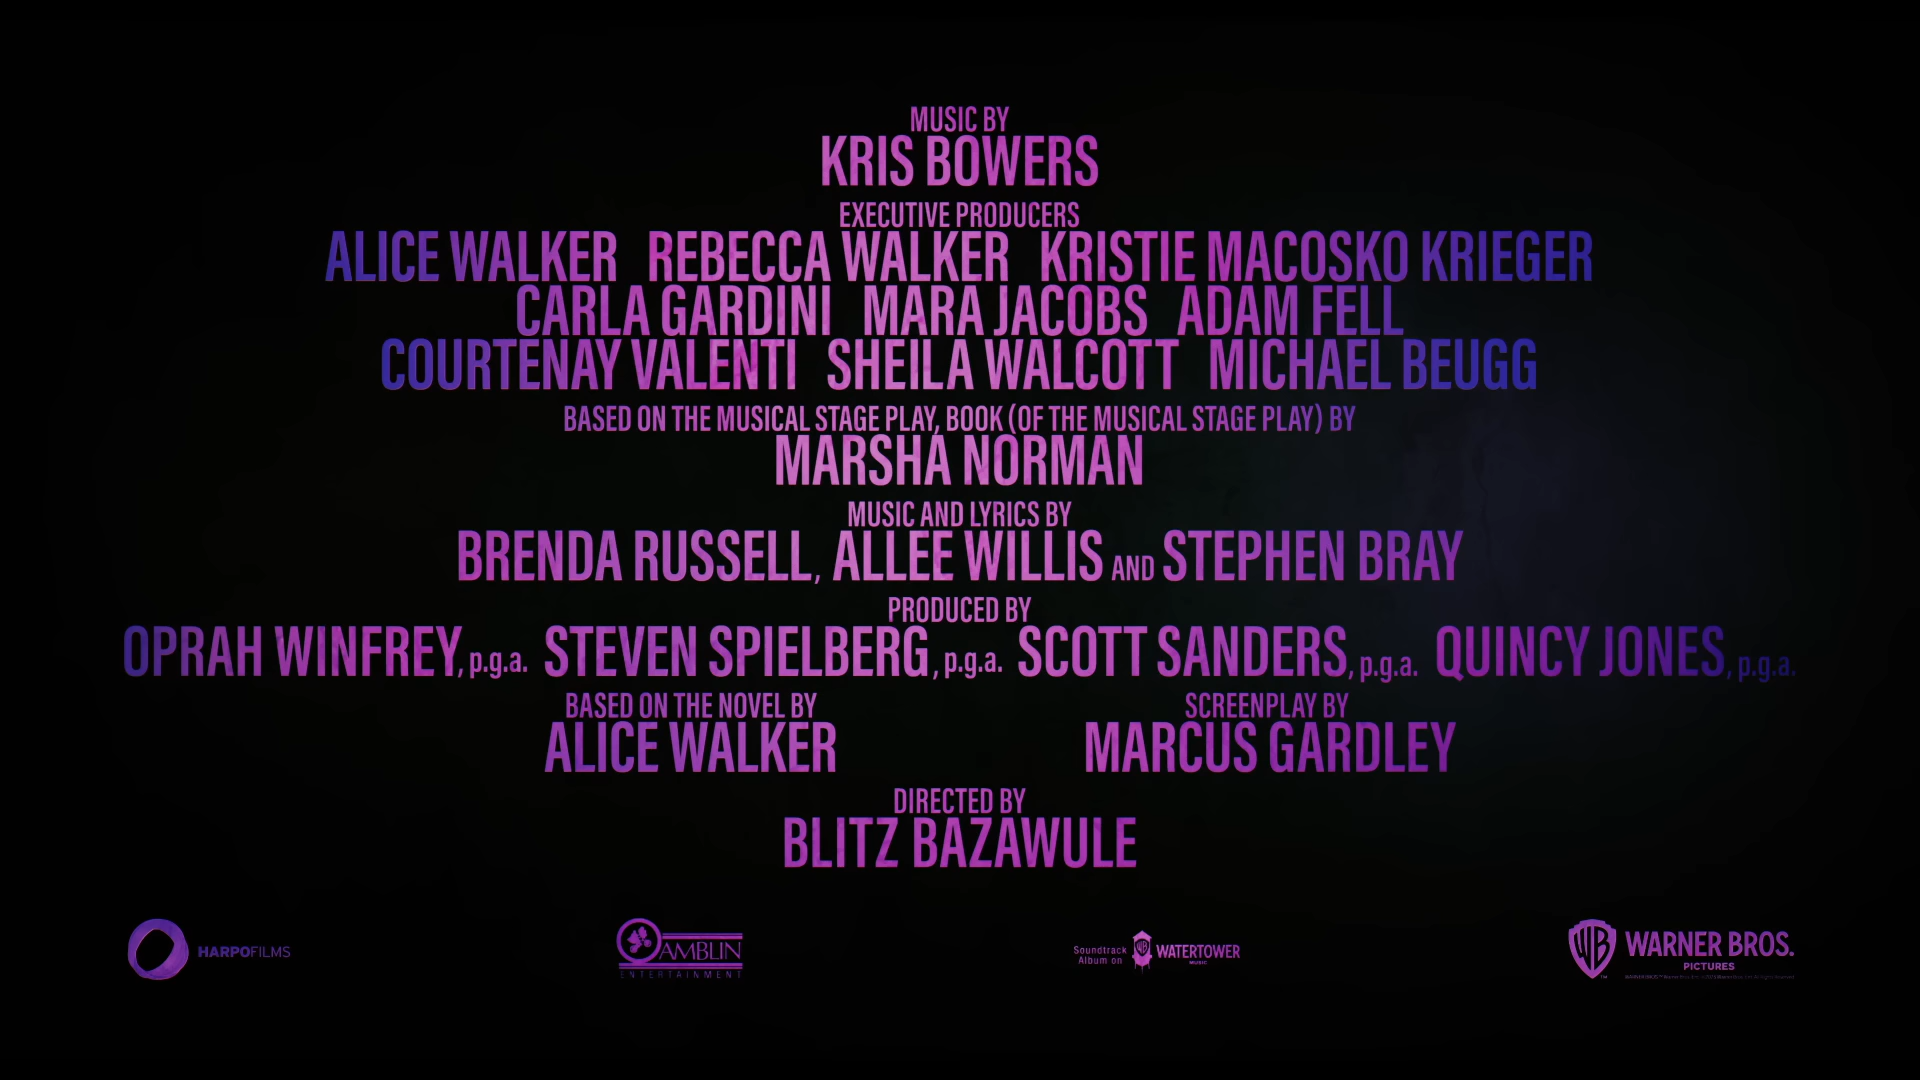 MUSIC BY
KRIS BOWERS
EXECUTIVE PRODUCERS
ALICE WALKER REBECCA WALKER KRISTIE MACOSKO KRIEGER
CARLA GARDINI MARA JACOBS ADAM FELL
COURTENAY VALENTI SHEILA WALCOTT MICHAEL BEUGG
BASED ON THE MUSICAL STAGE PLAY, BOOK (OF THE MUSICAL STAGE PLAY) BY
MARSHA NORMAN
MUSIC AND LYRICS BY
BRENDA RUSSELL, ALLEE WILLIS AND STEPHEN BRAY
PRODUCED BY
OPRAH WINFREY, p.g.a. STEVEN SPIELBERG, p.g.a. SCOTT SANDERS, p.g.a. QUINCY JONES, p.g.a.
BASED ON THE NOVEL BY
ALICE WALKER
SCREENPLAY BY
MARCUS GARDLEY
DIRECTED BY
BLITZ BAZAWULE
HARPOFILMS
AMBLIN
ENTERTAINMENT
Soundtrack
Album on
WB
WATERTOWER
MUSIC
WB
WARNER BROS.
PICTURES